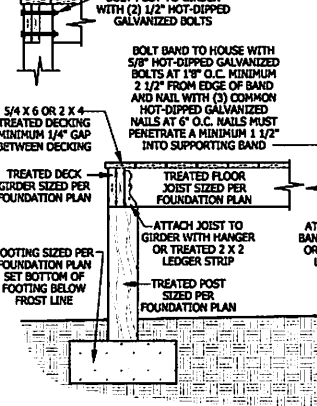 WITH (2) 1/2" HOT-DIPPED
GALVANIZED BOLTS
BOLT BAND TO HOUSE WITH
5/8" HOT-DIPPED GALVANIZED
BOLTS AT 1'8" O.C. MINIMUM
2 1/2" FROM EDGE OF BAND
AND NAIL WITH (3) COMMON
HOT-DIPPED GALVANIZED
NAILS AT 6" O.C. NAILS MUST
PENETRATE A MINIMUM 1 1/2"
INTO SUPPORTING BAND
5/4 X 6 OR 2 X 4
TREATED DECKING
MINIMUM 1/4" GAP
BETWEEN DECKING
TREATED DECK
GIRDER SIZED PER
FOUNDATION PLAN
TREATED FLOOR
JOIST SIZED PER
FOUNDATION PLAN
ATTACH JOIST TO
GIRDER WITH HANGER
OR TREATED 2 X 2
LEDGER STRIP
FOOTING SIZED PER
FOUNDATION PLAN
SET BOTTOM OF
FOOTING BELOW
FROST LINE
TREATED POST
SIZED PER
FOUNDATION PLAN